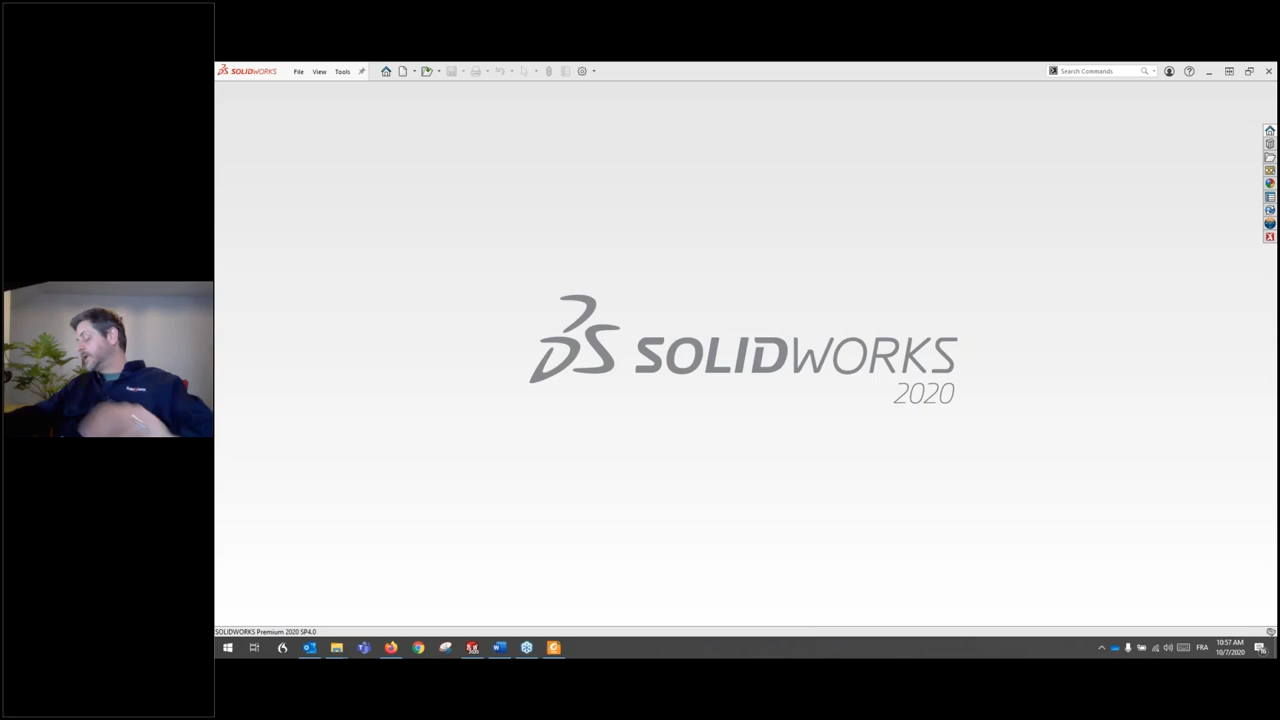 SOLIDWORKS File View Tools Search Commands
SOLIDWORKS
2020
SOLIDWORKS Premium 2020 SP4.0
FRA
10:57 AM
10/7/2020